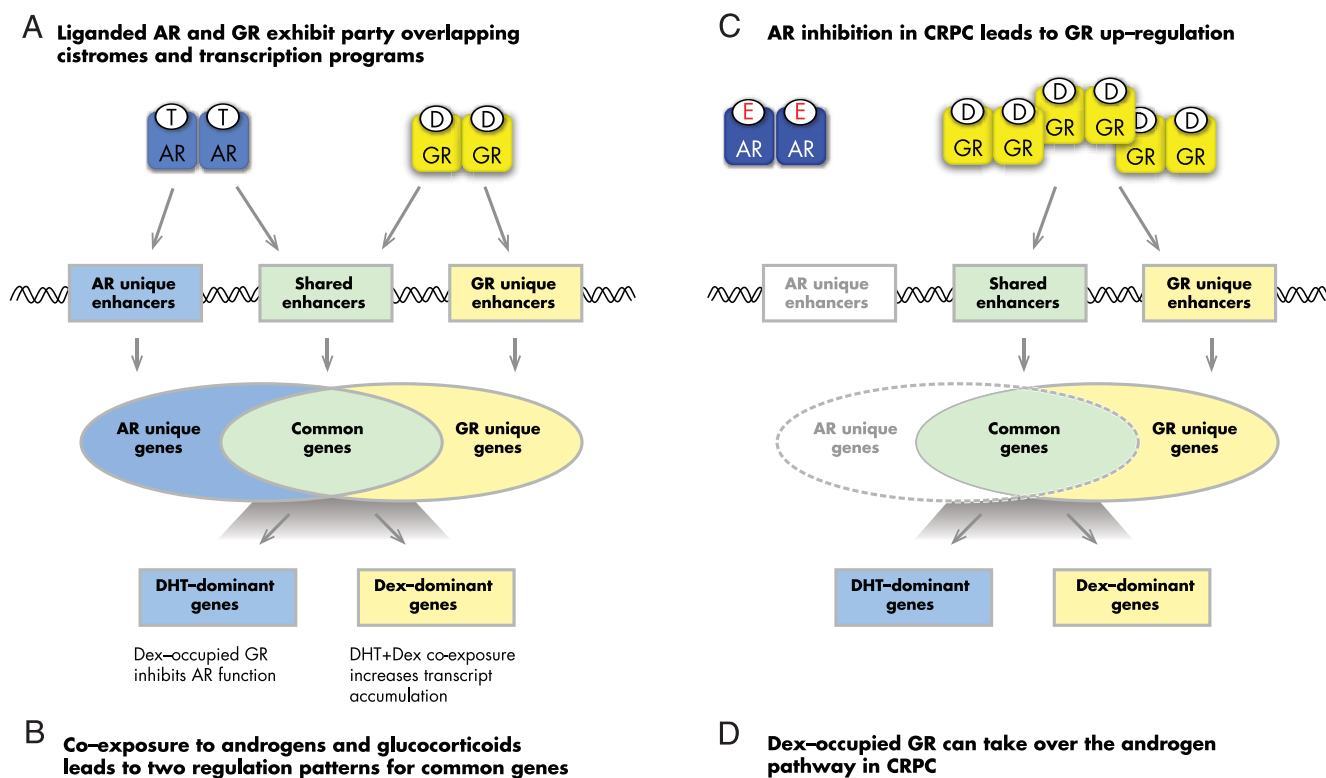 A
Liganded AR and GR exhibit party overlapping
cistromes and transcription programs
T T
AR AR
D D
GR GR
AR unique
enhancers
Shared
enhancers
GR unique
enhancers
AR unique
genes
Common
genes
GR unique
genes
DHT–dominant
genes
Dex–dominant
genes
Dex–occupied GR
inhibits AR function
DHT+Dex co-exposure
increases transcript
accumulation
B
Co–exposure to androgens and glucocorticoids
leads to two regulation patterns for common genes
C
AR inhibition in CRPC leads to GR up–regulation
E E
AR AR
D D
GR GR
D D
GR GR
D D
GR GR
AR unique
enhancers
Shared
enhancers
GR unique
enhancers
AR unique
genes
Common
genes
GR unique
genes
DHT–dominant
genes
Dex–dominant
genes
D
Dex–occupied GR can take over the androgen
pathway in CRPC